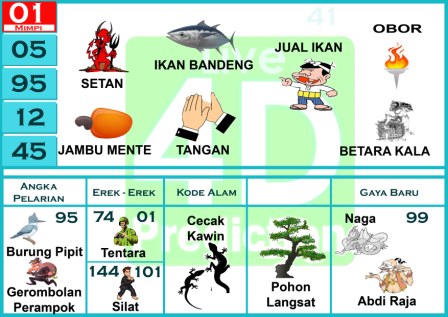 01
MIMPI
41
05
95
12
45
SETAN
IKAN BANDENG
JUAL IKAN
OBOR
JAMBU MENTE
TANGAN
BETARA KALA
Live
4D
Prediction
ANGKA
PELARIAN
EREK - EREK
KODE ALAM
GAYA BARU
95
Burung Pipit
Gerombolan
Perampok
74 01
Tentara
144 101
Silat
Cecak
Kawin
Pohon
Langsat
Naga 99
Abdi Raja